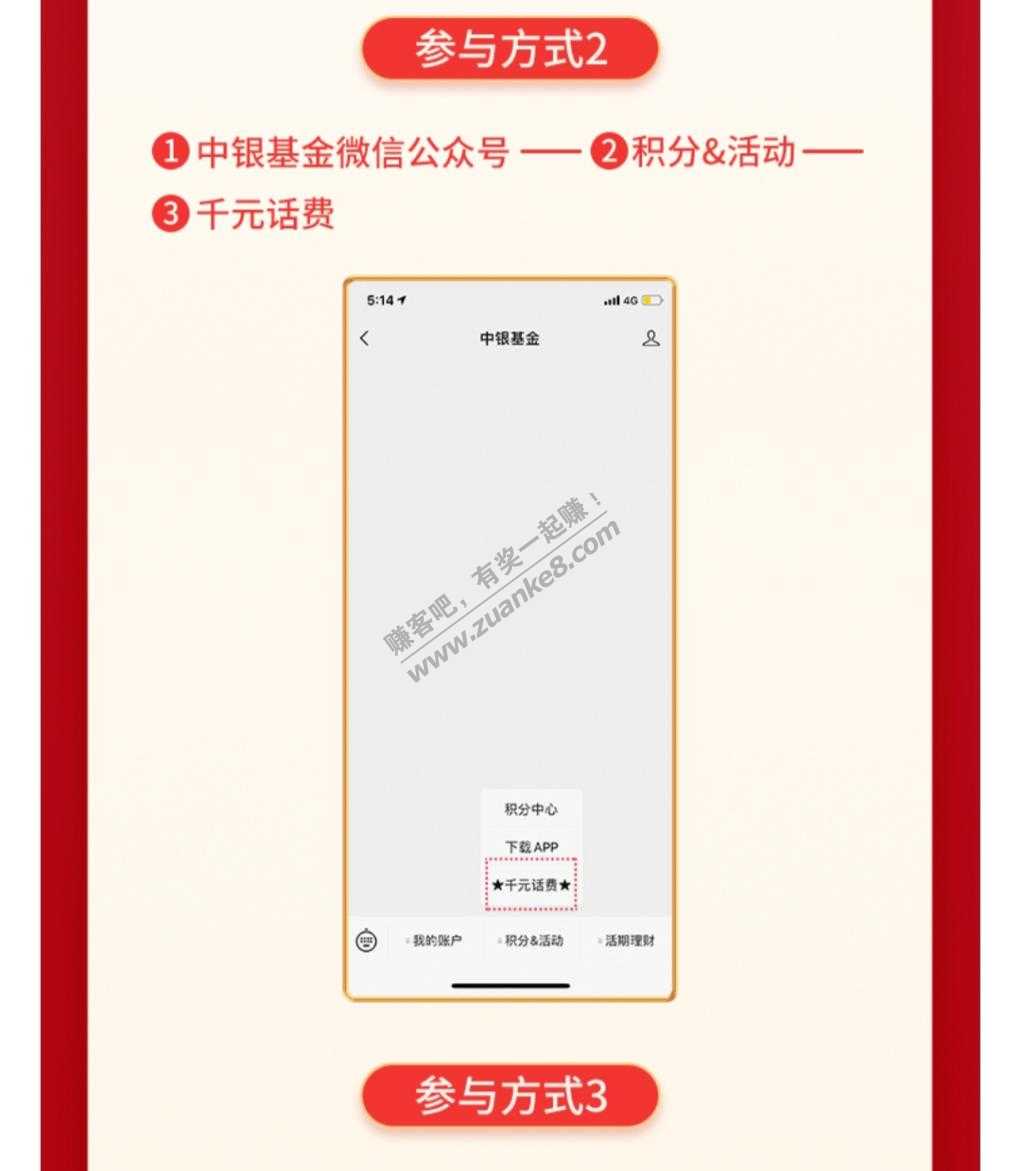 参与方式2
1 中银基金微信公众号 —— 2 积分&活动 ——
3 千元话费
5:14 4G
中银基金
赚客吧，有奖一起赚！
www.zuanke8.com
积分中心
下载APP
★千元话费★
我的账户 积分&活动 活期理财
参与方式3